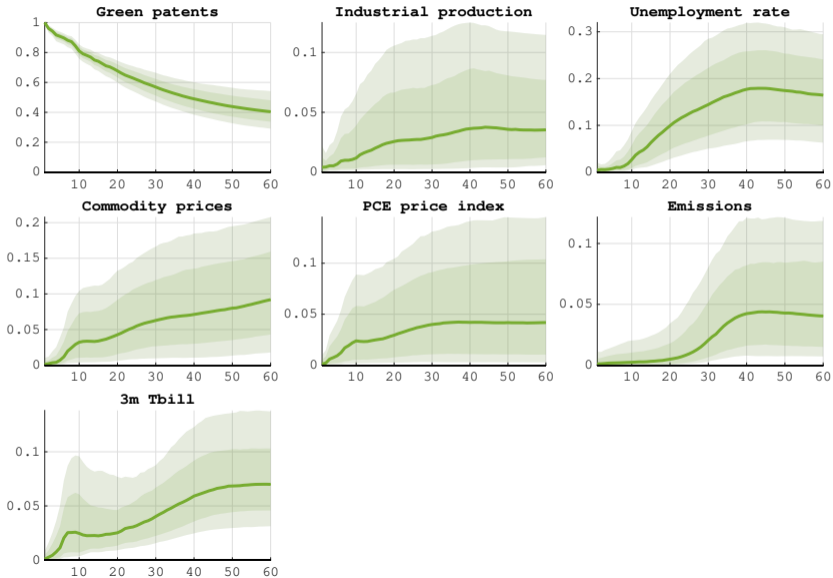 Green patents
1
0.8
0.6
0.4
0.2
0
10 20 30 40 50 60
Industrial production
0.1
0.05
0
10 20 30 40 50 60
Unemployment rate
0.3
0.2
0.1
0
10 20 30 40 50 60
Commodity prices
0.2
0.15
0.1
0.05
0
10 20 30 40 50 60
PCE price index
0.1
0.05
0
10 20 30 40 50 60
Emissions
0.1
0.05
0
10 20 30 40 50 60
3m Tbill
0.1
0.05
0
10 20 30 40 50 60